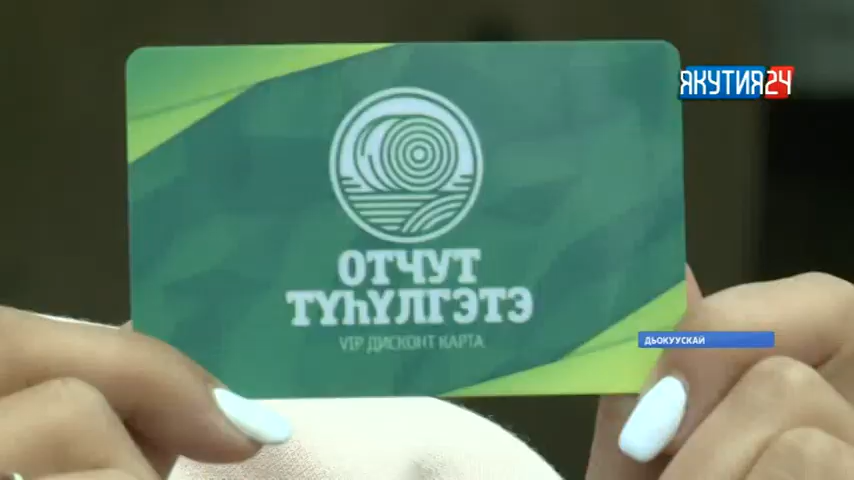 ЯКУТИЯ24
ОТЧУТ
ТҮҺҮЛГЭТЭ
VIP ДИСКОНТ КАРТА
ДЬОКУУСКАЙ